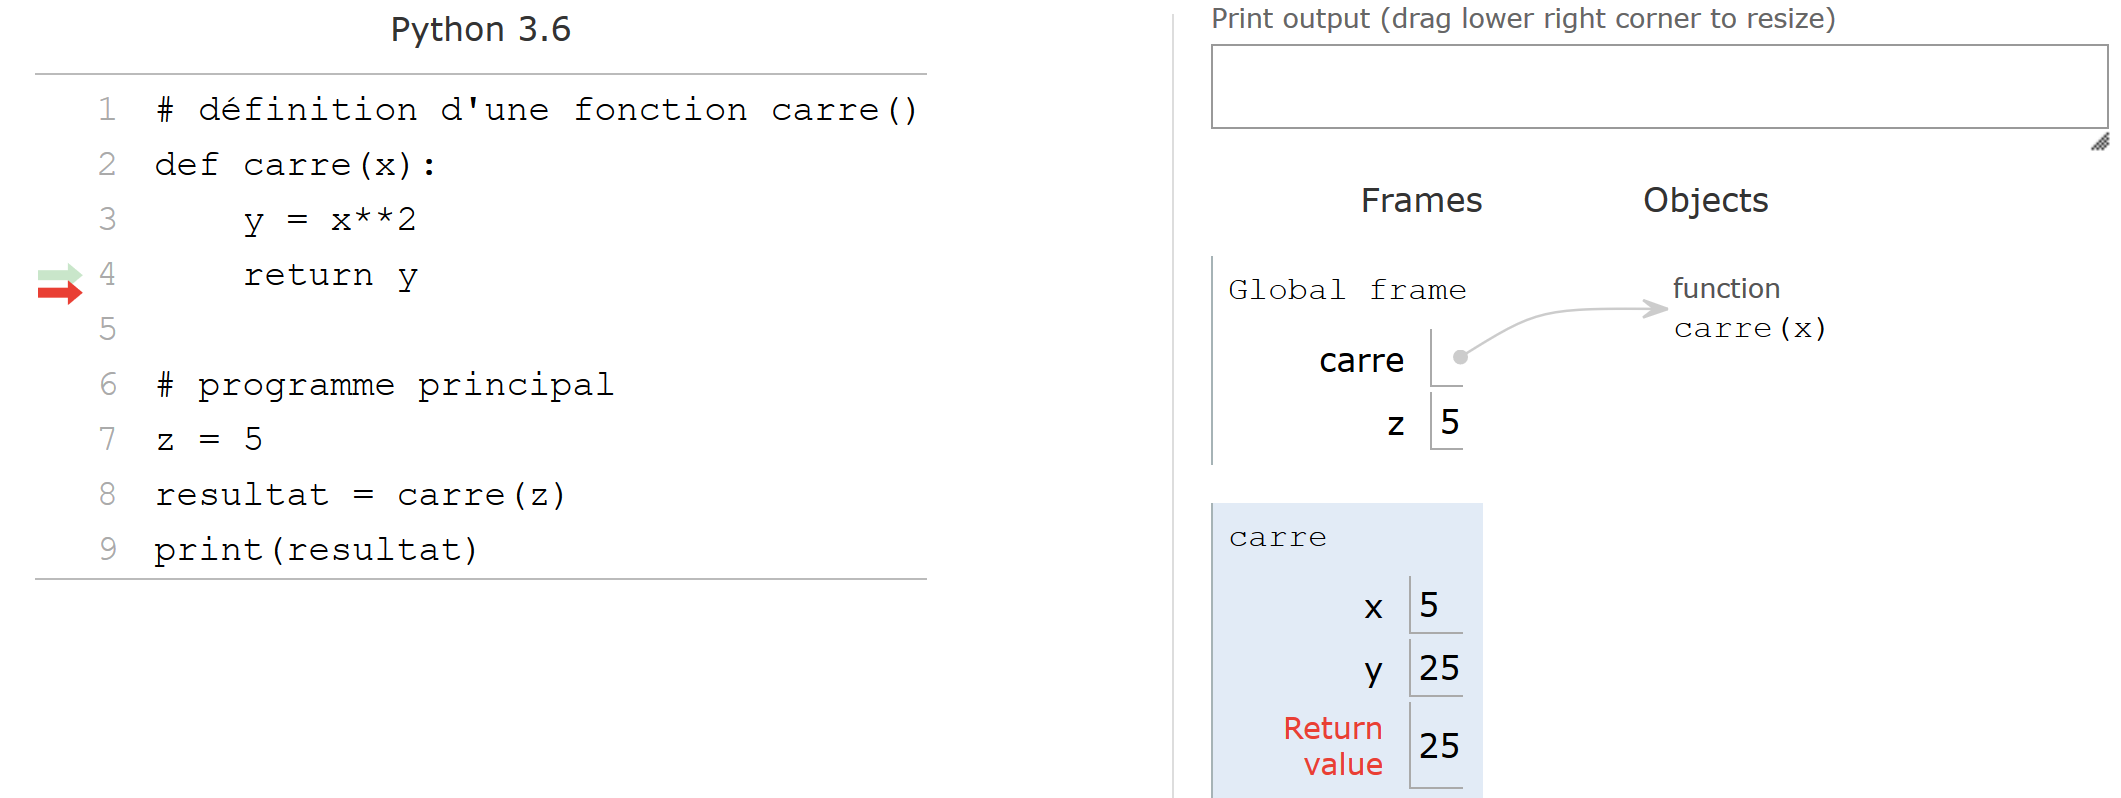 Python 3.6
1 # définition d'une fonction carre()
2 def carre(x):
3     y = x**2
4     return y
5
6 # programme principal
7 z = 5
8 resultat = carre(z)
9 print(resultat)
Print output (drag lower right corner to resize)
Frames Objects
Global frame
carre
z 5
function
carre(x)
carre
x 5
y 25
Return
value 25